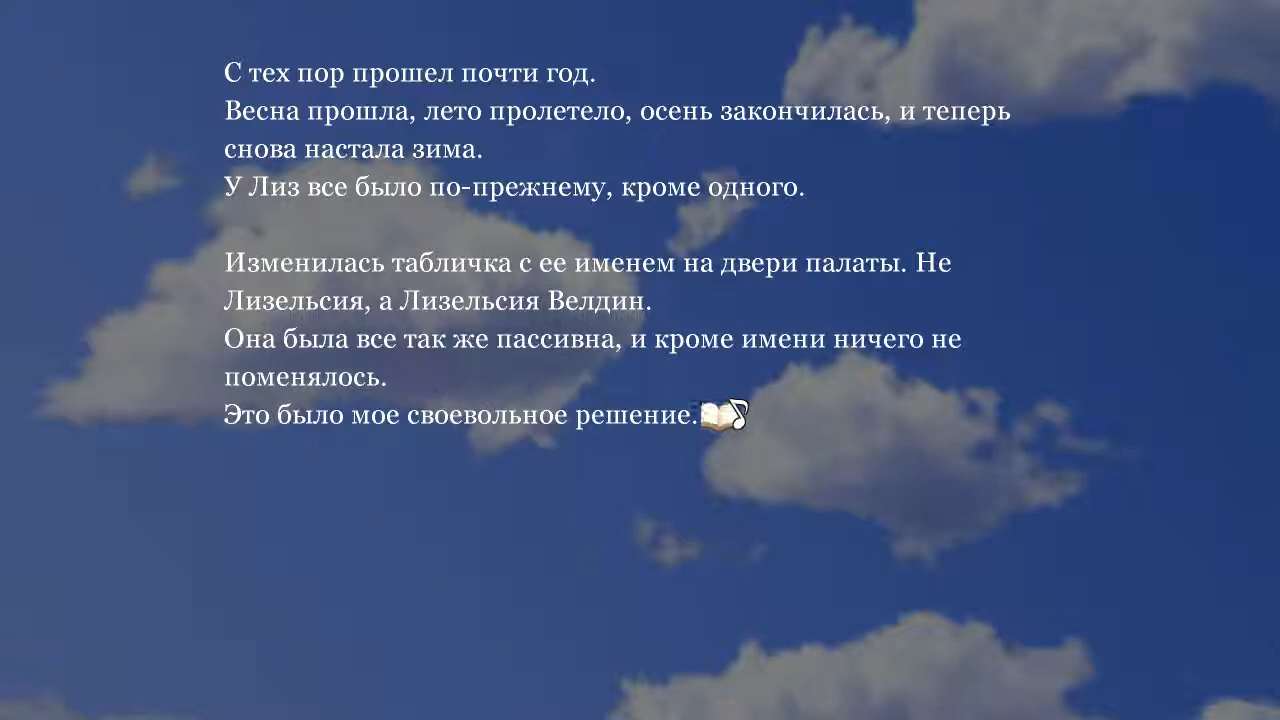 С тех пор прошел почти год.
Весна прошла, лето пролетело, осень закончилась, и теперь
снова настала зима.
У Лиз все было по-прежнему, кроме одного.
Изменилась табличка с ее именем на двери палаты. Не
Лизельсия, а Лизельсия Велдин.
Она была все так же пассивна, и кроме имени ничего не
поменялось.
Это было мое своевольное решение.